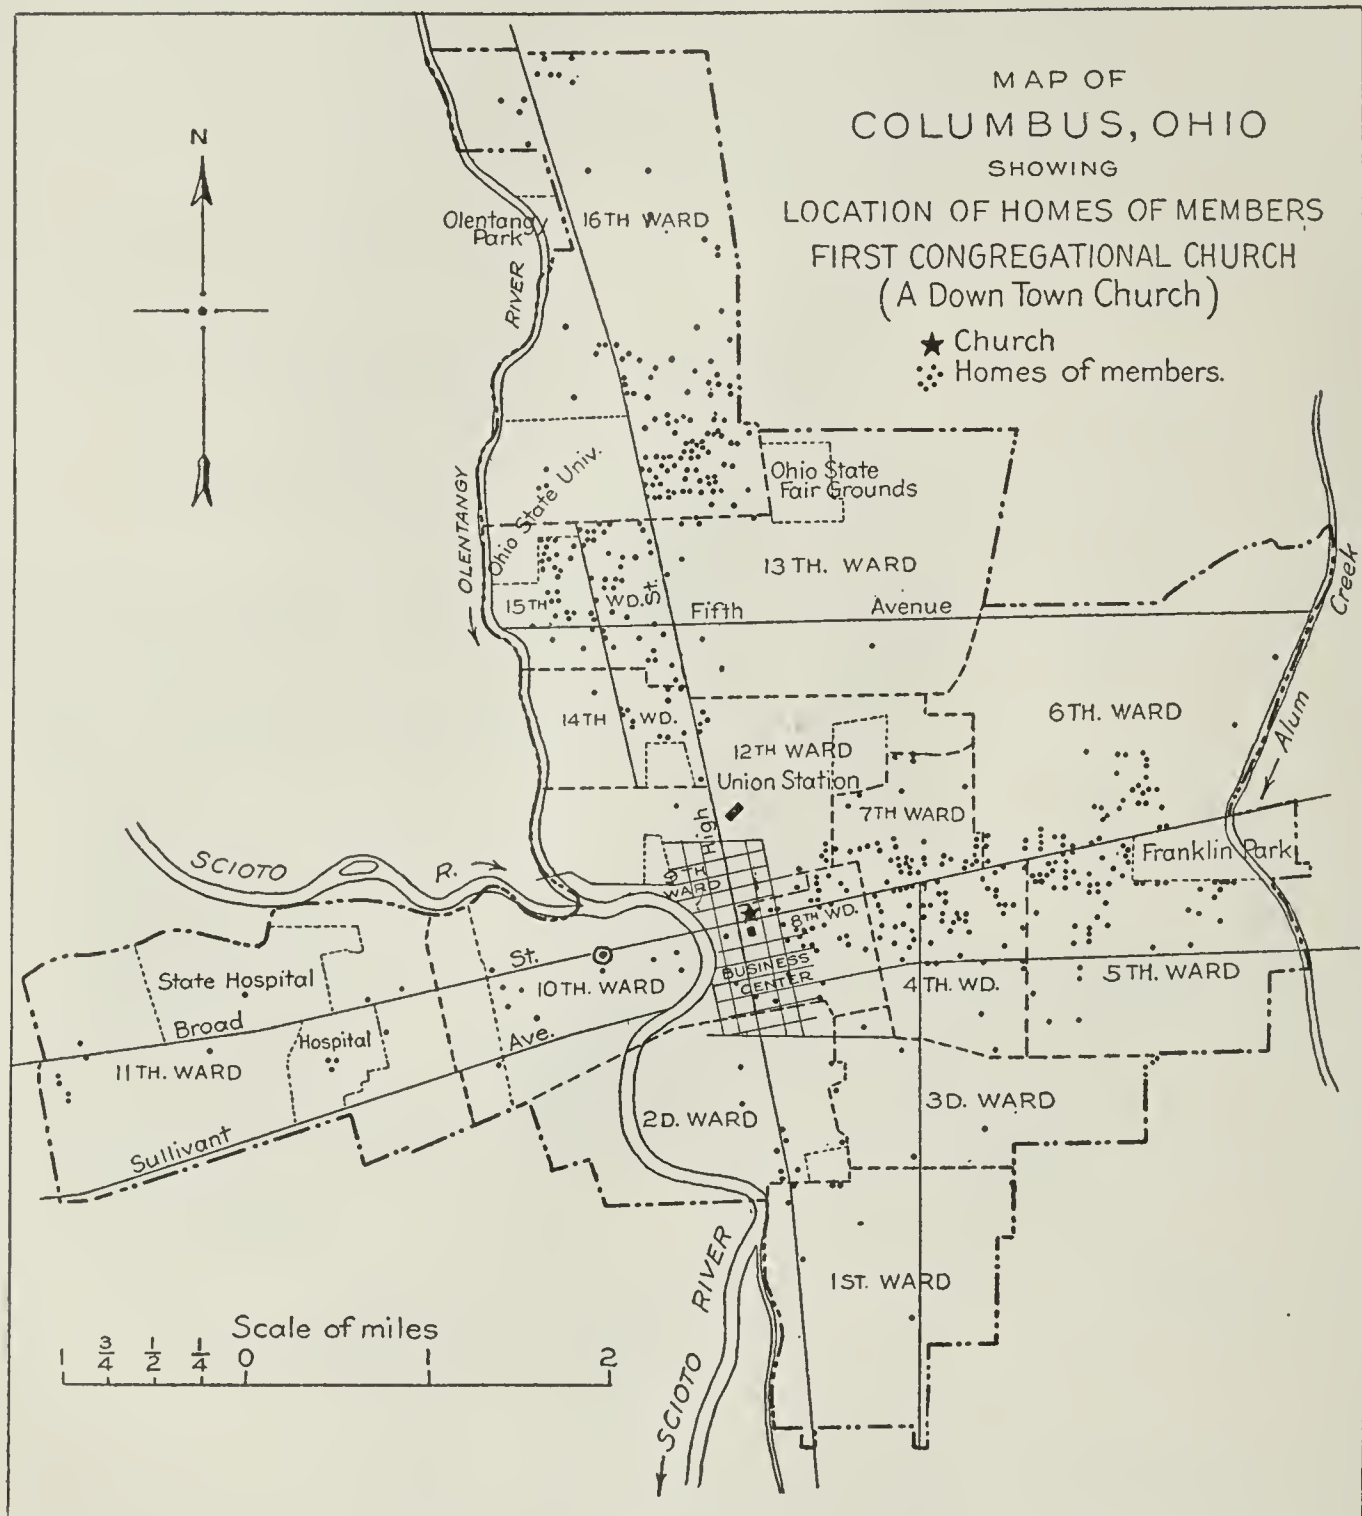 MAP OF
COLUMBUS, OHIO
SHOWING
LOCATION OF HOMES OF MEMBERS
FIRST CONGREGATIONAL CHURCH
(A Down Town Church)
★ Church
Homes of members.
N
Olentangy
Park
16TH WARD
RIVER
OLENTANGY
Ohio State Univ.
Ohio State
Fair Grounds
13TH. WARD
15TH WD.
St.
Fifth Avenue
Creek
Alum
14TH WD.
6TH. WARD
12TH WARD
Union Station
7TH WARD
High
Franklin Park
SCIOTO R.
9TH
WARD
8TH WD.
State Hospital
St.
10TH. WARD
BUSINESS
CENTER
4TH. WD.
5TH. WARD
Broad
Hospital
Ave.
11TH. WARD
2D. WARD
3D. WARD
Sullivant
1ST. WARD
SCIOTO RIVER
Scale of miles
1 3/4 1/2 1/4 0 1 2